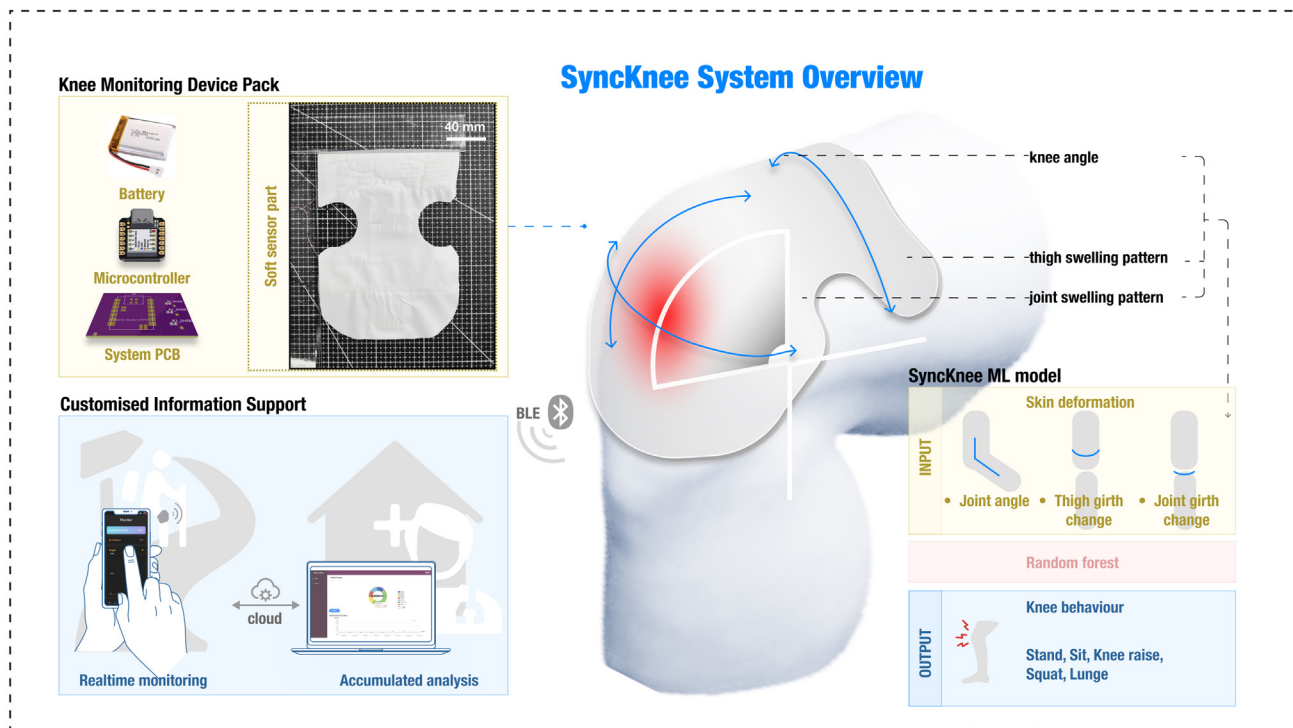 SyncKnee System Overview
Knee Monitoring Device Pack
Battery
Microcontroller
System PCB
Soft sensor part
40 mm
knee angle
thigh swelling pattern
joint swelling pattern
Customised Information Support
BLE
Monitor
cloud
Realtime monitoring
Accumulated analysis
SyncKnee ML model
INPUT
Skin deformation
• Joint angle
• Thigh girth
change
• Joint girth
change
Random forest
OUTPUT
Knee behaviour
Stand, Sit, Knee raise,
Squat, Lunge